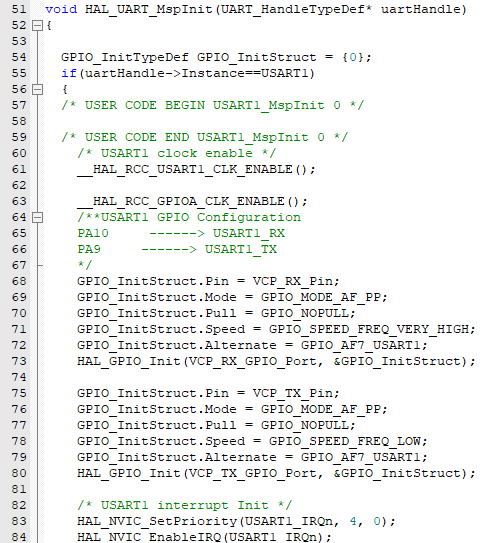 51 void HAL_UART_MspInit(UART_HandleTypeDef* uartHandle)
52 {
53
54 GPIO_InitTypeDef GPIO_InitStruct = {0};
55 if(uartHandle->Instance==USART1)
56 {
57 /* USER CODE BEGIN USART1_MspInit 0 */
58
59 /* USER CODE END USART1_MspInit 0 */
60 /* USART1 clock enable */
61 __HAL_RCC_USART1_CLK_ENABLE();
62
63 __HAL_RCC_GPIOA_CLK_ENABLE();
64 /**USART1 GPIO Configuration
65 PA10 ------> USART1_RX
66 PA9 ------> USART1_TX
67 */
68 GPIO_InitStruct.Pin = VCP_RX_Pin;
69 GPIO_InitStruct.Mode = GPIO_MODE_AF_PP;
70 GPIO_InitStruct.Pull = GPIO_NOPULL;
71 GPIO_InitStruct.Speed = GPIO_SPEED_FREQ_VERY_HIGH;
72 GPIO_InitStruct.Alternate = GPIO_AF7_USART1;
73 HAL_GPIO_Init(VCP_RX_GPIO_Port, &GPIO_InitStruct);
74
75 GPIO_InitStruct.Pin = VCP_TX_Pin;
76 GPIO_InitStruct.Mode = GPIO_MODE_AF_PP;
77 GPIO_InitStruct.Pull = GPIO_NOPULL;
78 GPIO_InitStruct.Speed = GPIO_SPEED_FREQ_LOW;
79 GPIO_InitStruct.Alternate = GPIO_AF7_USART1;
80 HAL_GPIO_Init(VCP_TX_GPIO_Port, &GPIO_InitStruct);
81
82 /* USART1 interrupt Init */
83 HAL_NVIC_SetPriority(USART1_IRQn, 4, 0);
84 HAL_NVIC_EnableIRQ(USART1_IRQn);